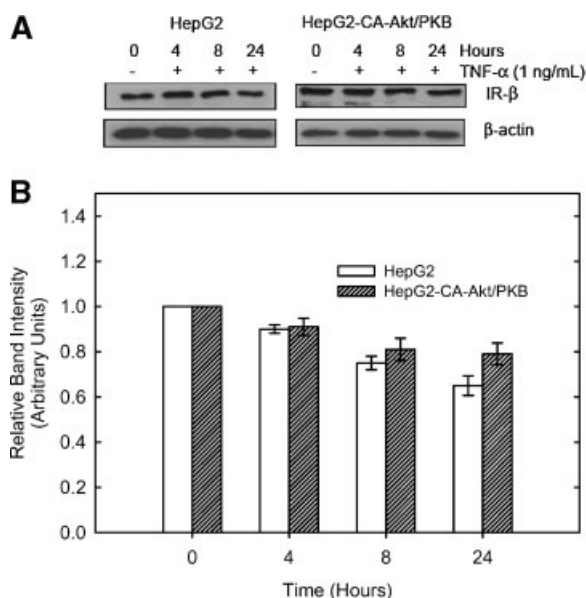 A
HepG2 HepG2-CA-Akt/PKB
0 4 8 24 0 4 8 24 Hours
- + + + - + + + TNF-α (1 ng/mL)
IR-β
β-actin
B
1.4
1.2
1.0
0.8
0.6
0.4
0.2
0.0
Relative Band Intensity
(Arbitrary Units)
HepG2
HepG2-CA-Akt/PKB
0 4 8 24
Time (Hours)